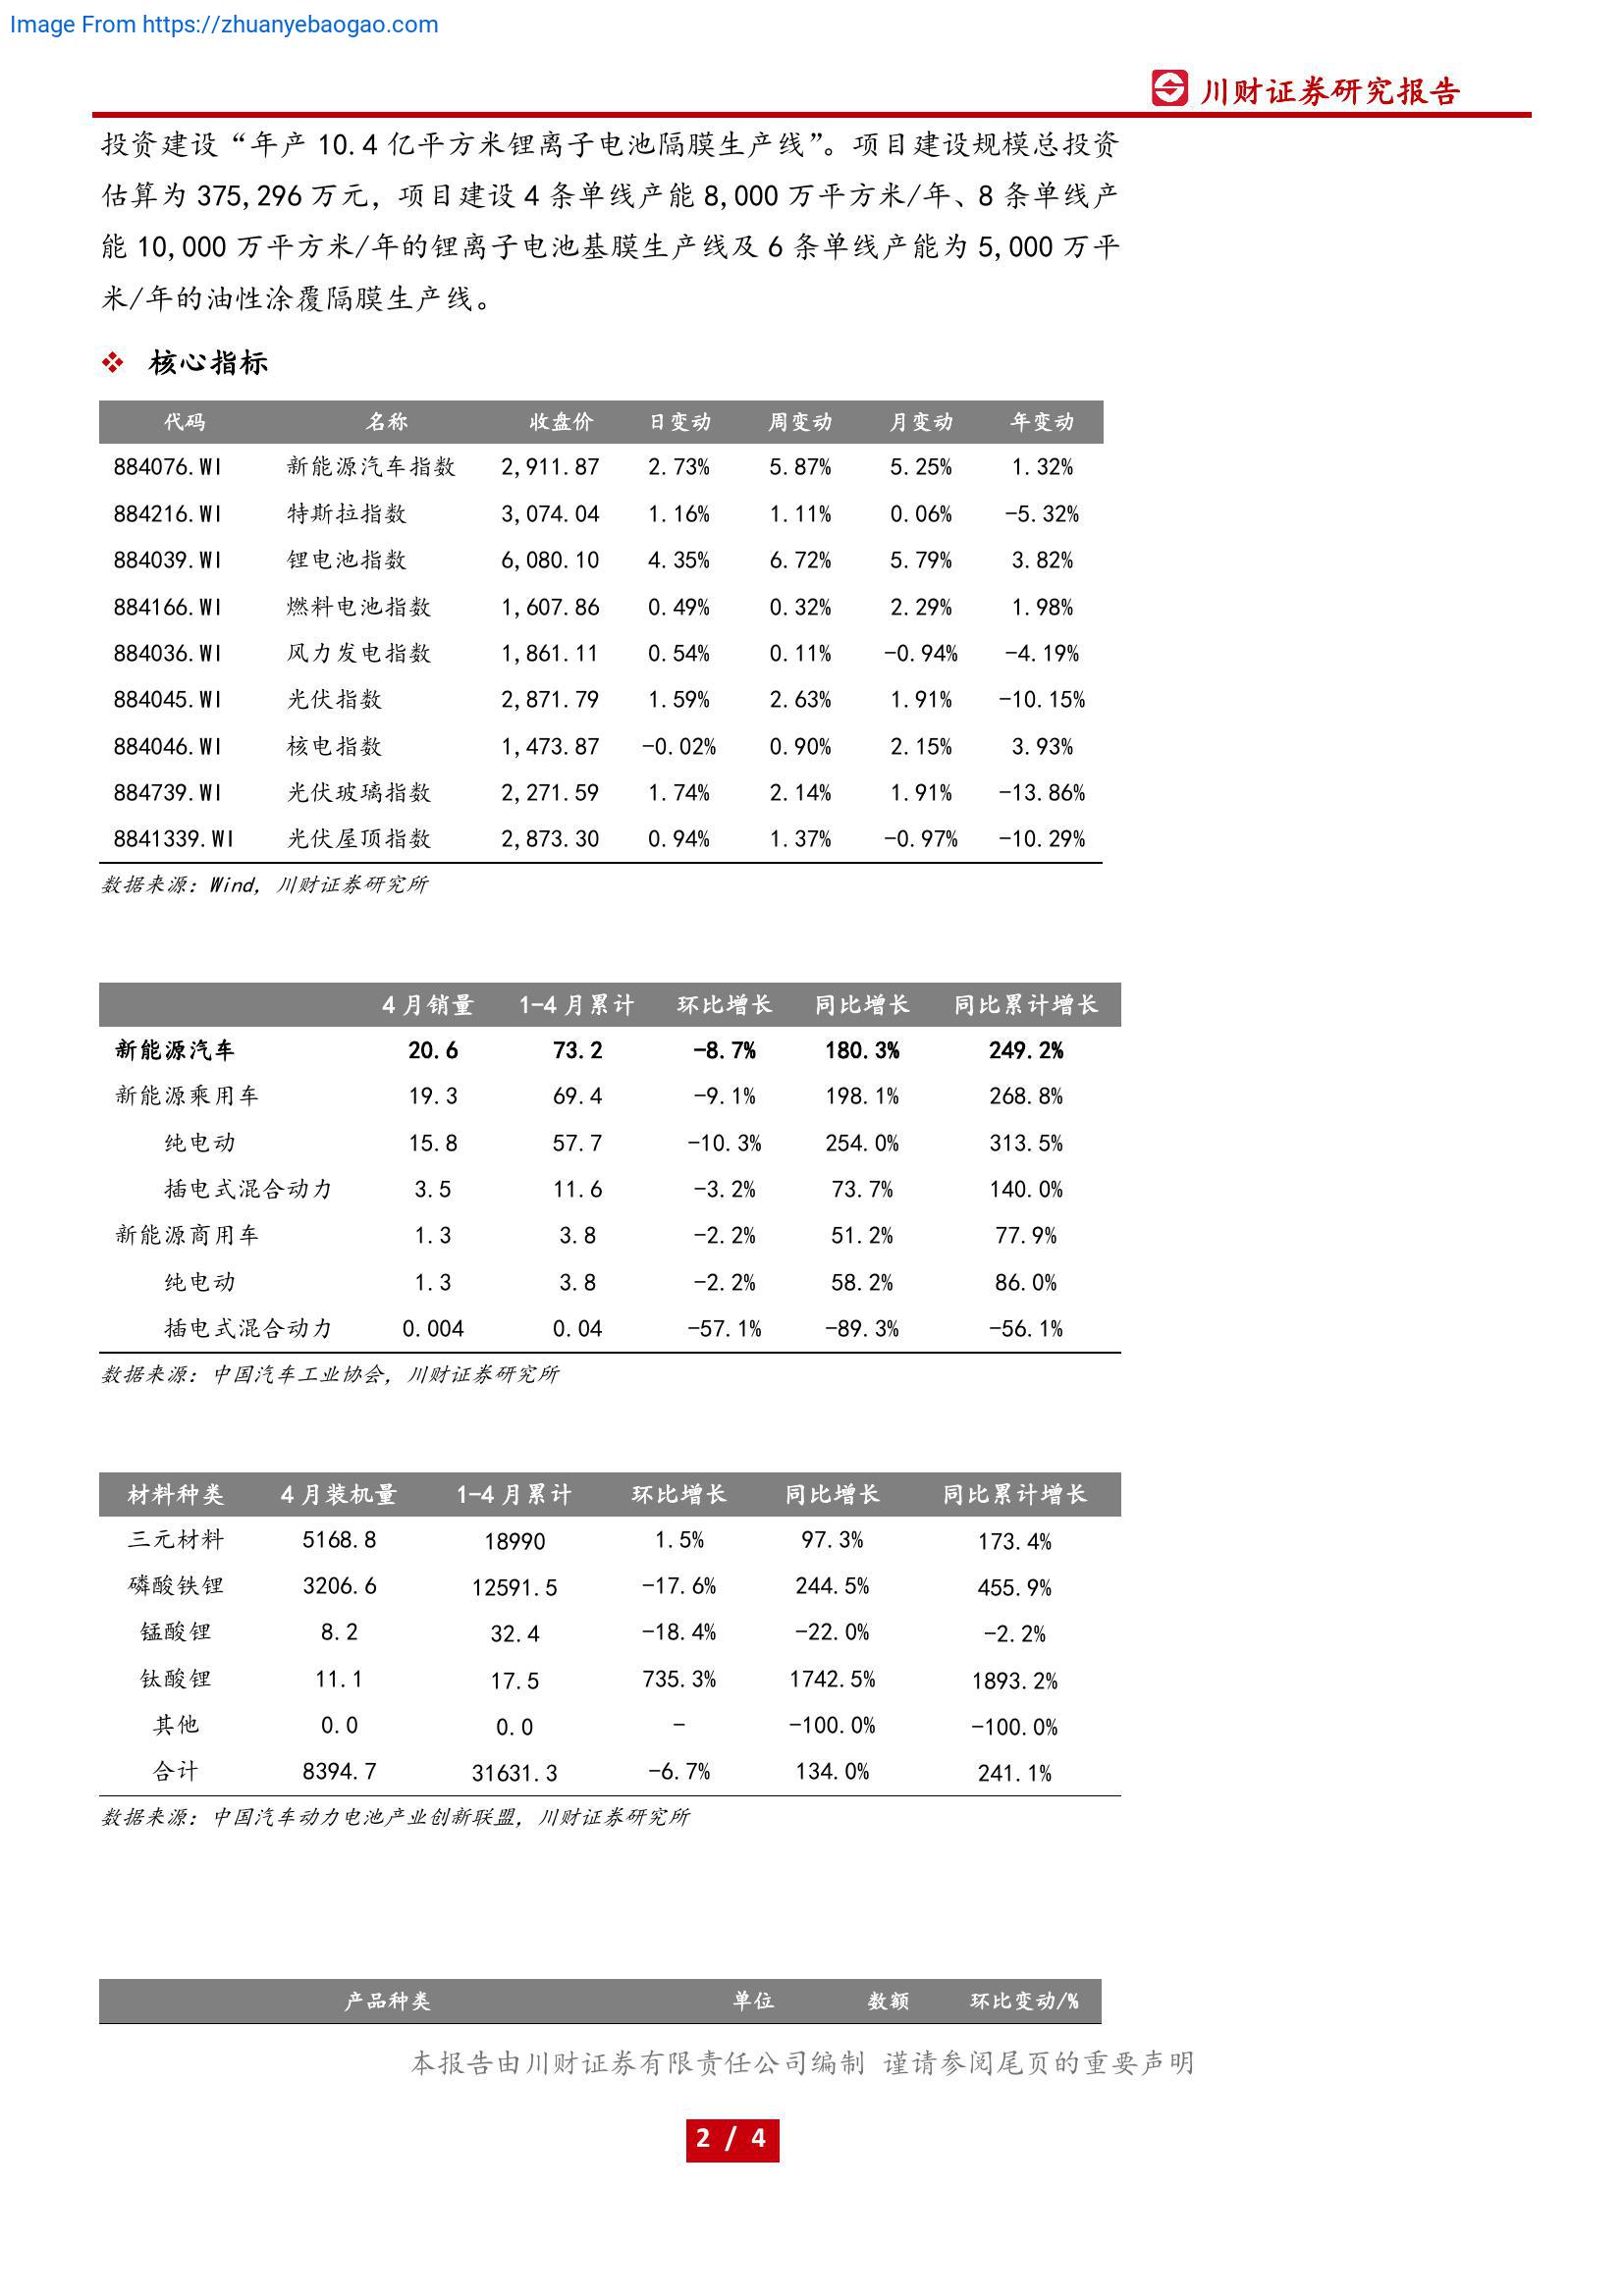 Image From https://zhuanyebaogao.com
川财证券研究报告
投资建设“年产 10.4 亿平方米锂离子电池隔膜生产线”。项目建设规模总投资
估算为 375,296 万元，项目建设 4 条单线产能 8,000 万平方米/年、8 条单线产
能 10,000 万平方米/年的锂离子电池基膜生产线及 6 条单线产能为 5,000 万平
米/年的油性涂覆隔膜生产线。
❖ 核心指标
代码 名称 收盘价 日变动 周变动 月变动 年变动
884076.WI 新能源汽车指数 2,911.87 2.73% 5.87% 5.25% 1.32%
884216.WI 特斯拉指数 3,074.04 1.16% 1.11% 0.06% -5.32%
884039.WI 锂电池指数 6,080.10 4.35% 6.72% 5.79% 3.82%
884166.WI 燃料电池指数 1,607.86 0.49% 0.32% 2.29% 1.98%
884036.WI 风力发电指数 1,861.11 0.54% 0.11% -0.94% -4.19%
884045.WI 光伏指数 2,871.79 1.59% 2.63% 1.91% -10.15%
884046.WI 核电指数 1,473.87 -0.02% 0.90% 2.15% 3.93%
884739.WI 光伏玻璃指数 2,271.59 1.74% 2.14% 1.91% -13.86%
8841339.WI 光伏屋顶指数 2,873.30 0.94% 1.37% -0.97% -10.29%
数据来源：Wind，川财证券研究所
4 月销量 1-4 月累计 环比增长 同比增长 同比累计增长
新能源汽车 20.6 73.2 -8.7% 180.3% 249.2%
新能源乘用车 19.3 69.4 -9.1% 198.1% 268.8%
纯电动 15.8 57.7 -10.3% 254.0% 313.5%
插电式混合动力 3.5 11.6 -3.2% 73.7% 140.0%
新能源商用车 1.3 3.8 -2.2% 51.2% 77.9%
纯电动 1.3 3.8 -2.2% 58.2% 86.0%
插电式混合动力 0.004 0.04 -57.1% -89.3% -56.1%
数据来源：中国汽车工业协会，川财证券研究所
材料种类 4 月装机量 1-4 月累计 环比增长 同比增长 同比累计增长
三元材料 5168.8 18990 1.5% 97.3% 173.4%
磷酸铁锂 3206.6 12591.5 -17.6% 244.5% 455.9%
锰酸锂 8.2 32.4 -18.4% -22.0% -2.2%
钛酸锂 11.1 17.5 735.3% 1742.5% 1893.2%
其他 0.0 0.0 - -100.0% -100.0%
合计 8394.7 31631.3 -6.7% 134.0% 241.1%
数据来源：中国汽车动力电池产业创新联盟，川财证券研究所
产品种类 单位 数额 环比变动/%
本报告由川财证券有限责任公司编制 谨请参阅尾页的重要声明
2 / 4